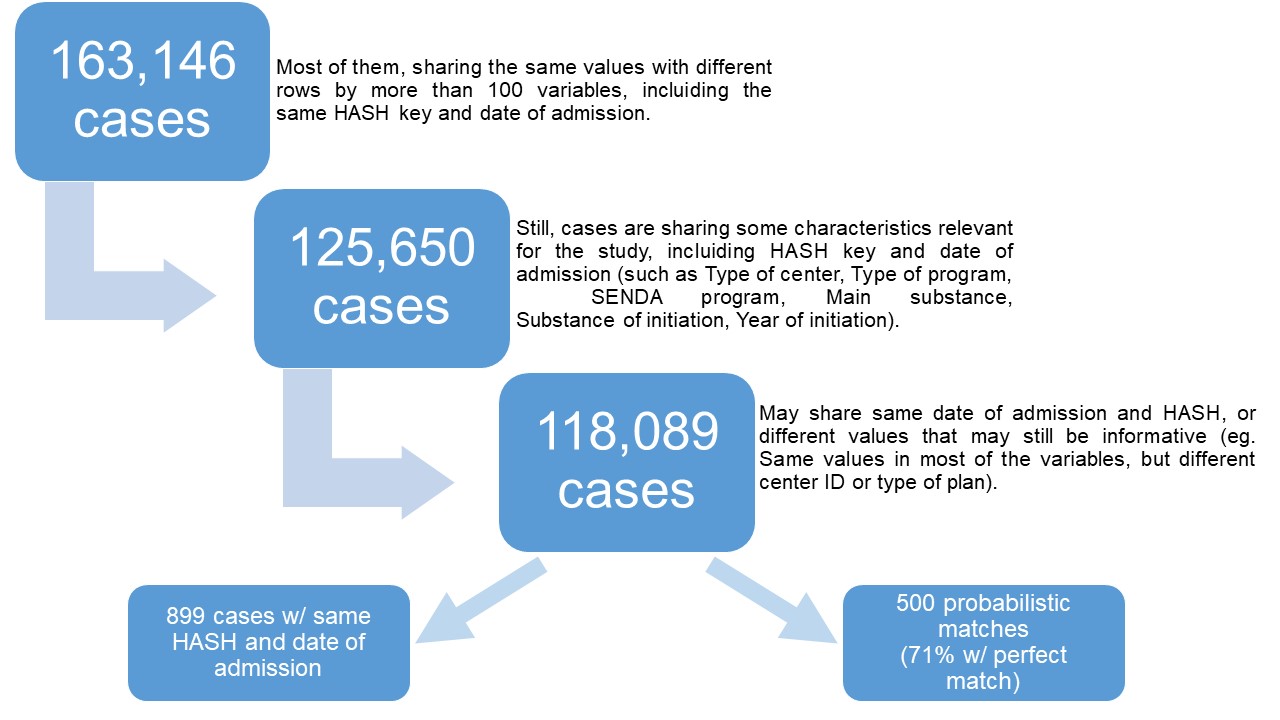 163,146
cases
Most of them, sharing the same values with different
rows by more than 100 variables, incluiding the
same HASH key and date of admission.
125,650
cases
Still, cases are sharing some characteristics relevant
for the study, incluiding HASH key and date of
admission (such as Type of center, Type of program,
SENDA program, Main substance,
Substance of initiation, Year of initiation).
118,089
cases
May share same date of admission and HASH, or
different values that may still be informative (eg.
Same values in most of the variables, but different
center ID or type of plan).
899 cases w/ same
HASH and date of
admission
500 probabilistic
matches
(71% w/ perfect
match)